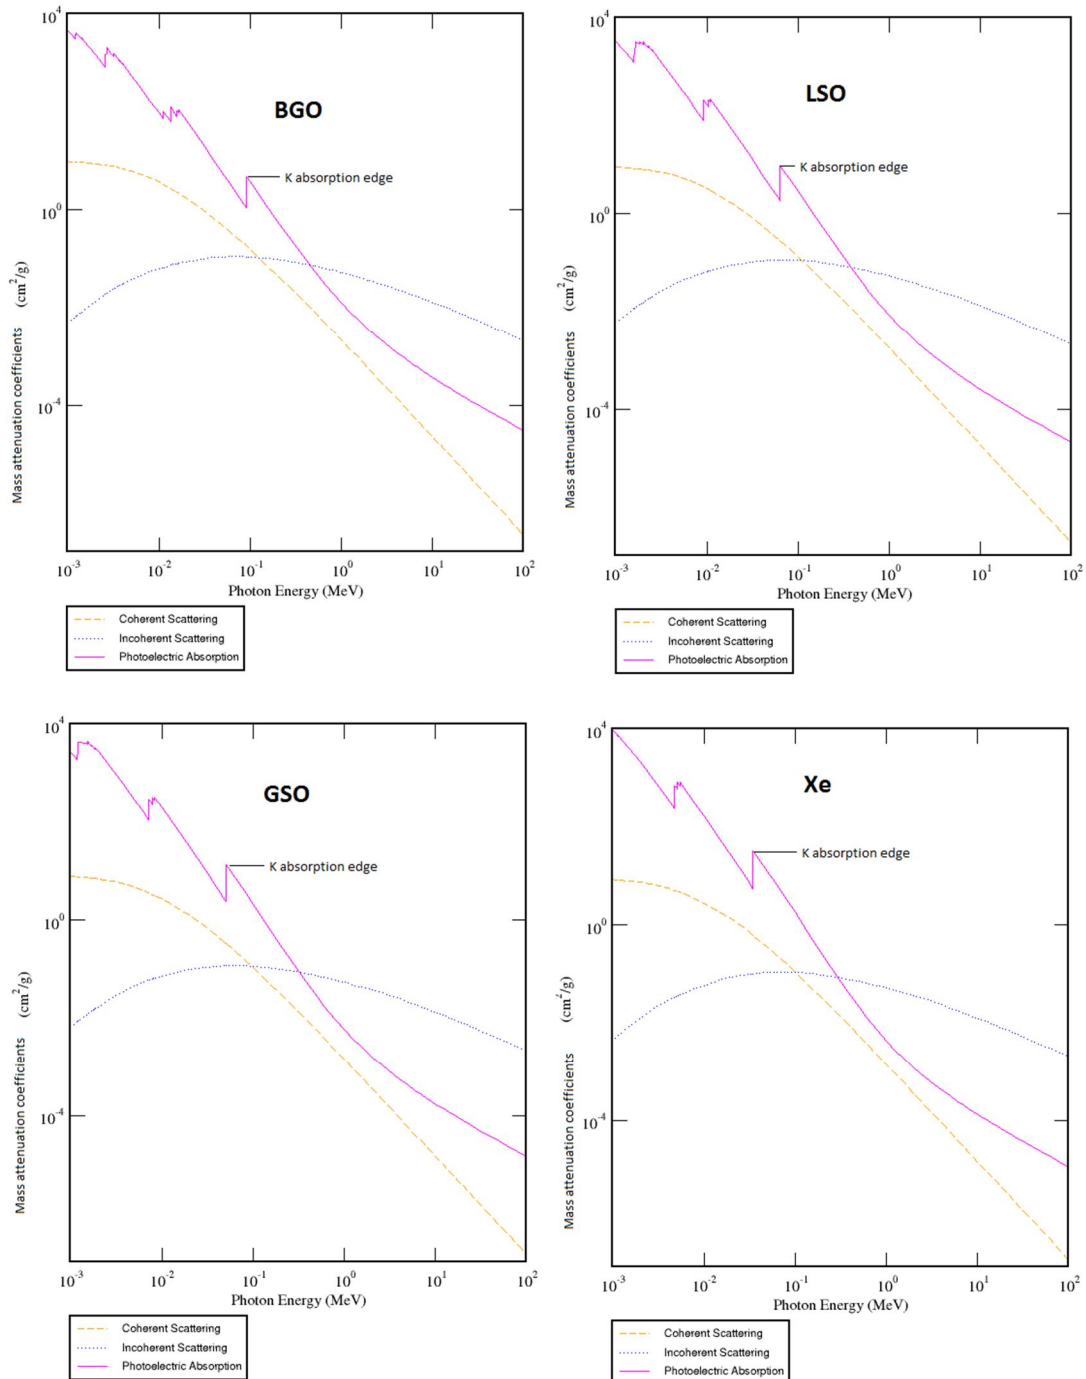 10^4
BGO
K absorption edge
10^0
Mass attenuation coefficients (cm^2/g)
10^-4
10^-3 10^-2 10^-1 10^0 10^1 10^2
Photon Energy (MeV)
Coherent Scattering
Incoherent Scattering
Photoelectric Absorption
10^4
LSO
K absorption edge
10^0
Mass attenuation coefficients (cm^2/g)
10^-4
10^-3 10^-2 10^-1 10^0 10^1 10^2
Photon Energy (MeV)
Coherent Scattering
Incoherent Scattering
Photoelectric Absorption
10^4
GSO
K absorption edge
10^0
Mass attenuation coefficients (cm^2/g)
10^-4
10^-3 10^-2 10^-1 10^0 10^1 10^2
Photon Energy (MeV)
Coherent Scattering
Incoherent Scattering
Photoelectric Absorption
10^4
Xe
K absorption edge
10^0
Mass attenuation coefficients (cm^2/g)
10^-4
10^-3 10^-2 10^-1 10^0 10^1 10^2
Photon Energy (MeV)
Coherent Scattering
Incoherent Scattering
Photoelectric Absorption